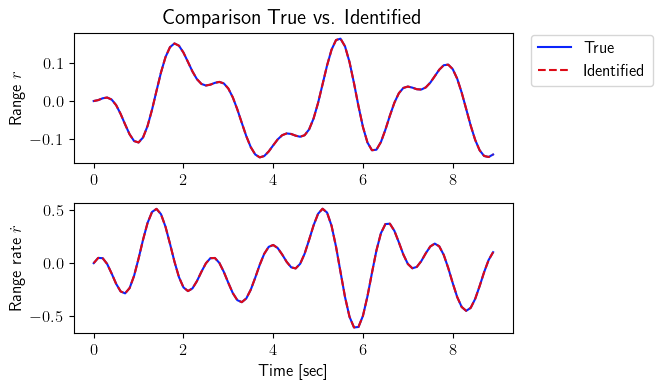 Comparison True vs. Identified
True
Identified
Range r
0.1
0.0
−0.1
0 2 4 6 8
Range rate ṙ
0.5
0.0
−0.5
0 2 4 6 8
Time [sec]